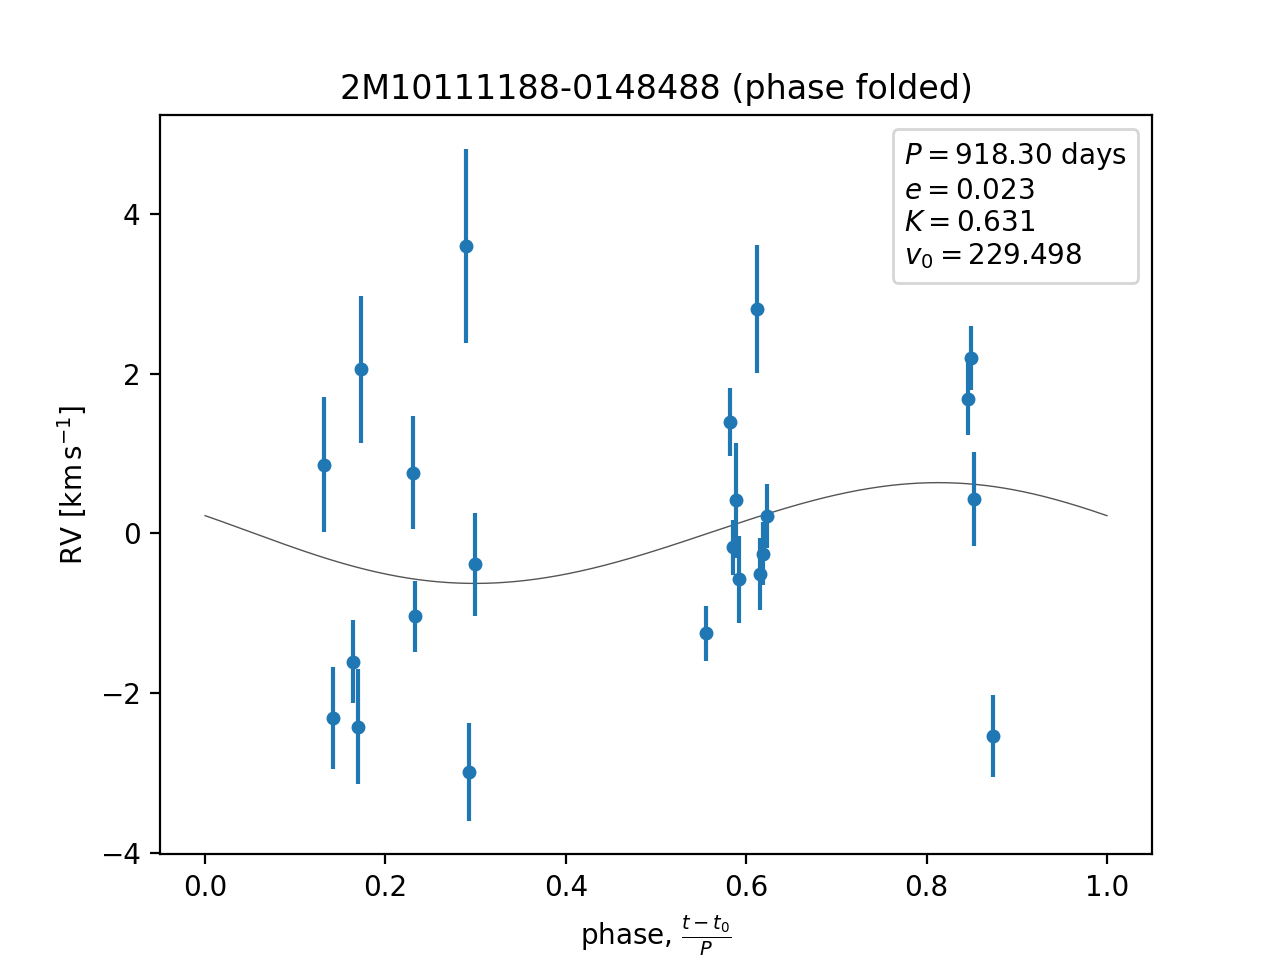 2M10111188-0148488 (phase folded)
P = 918.30 days
e = 0.023
K = 0.631
v₀ = 229.498
RV [km s⁻¹]
4
2
0
−2
−4
0.0 0.2 0.4 0.6 0.8 1.0
phase, (t − t₀)/P